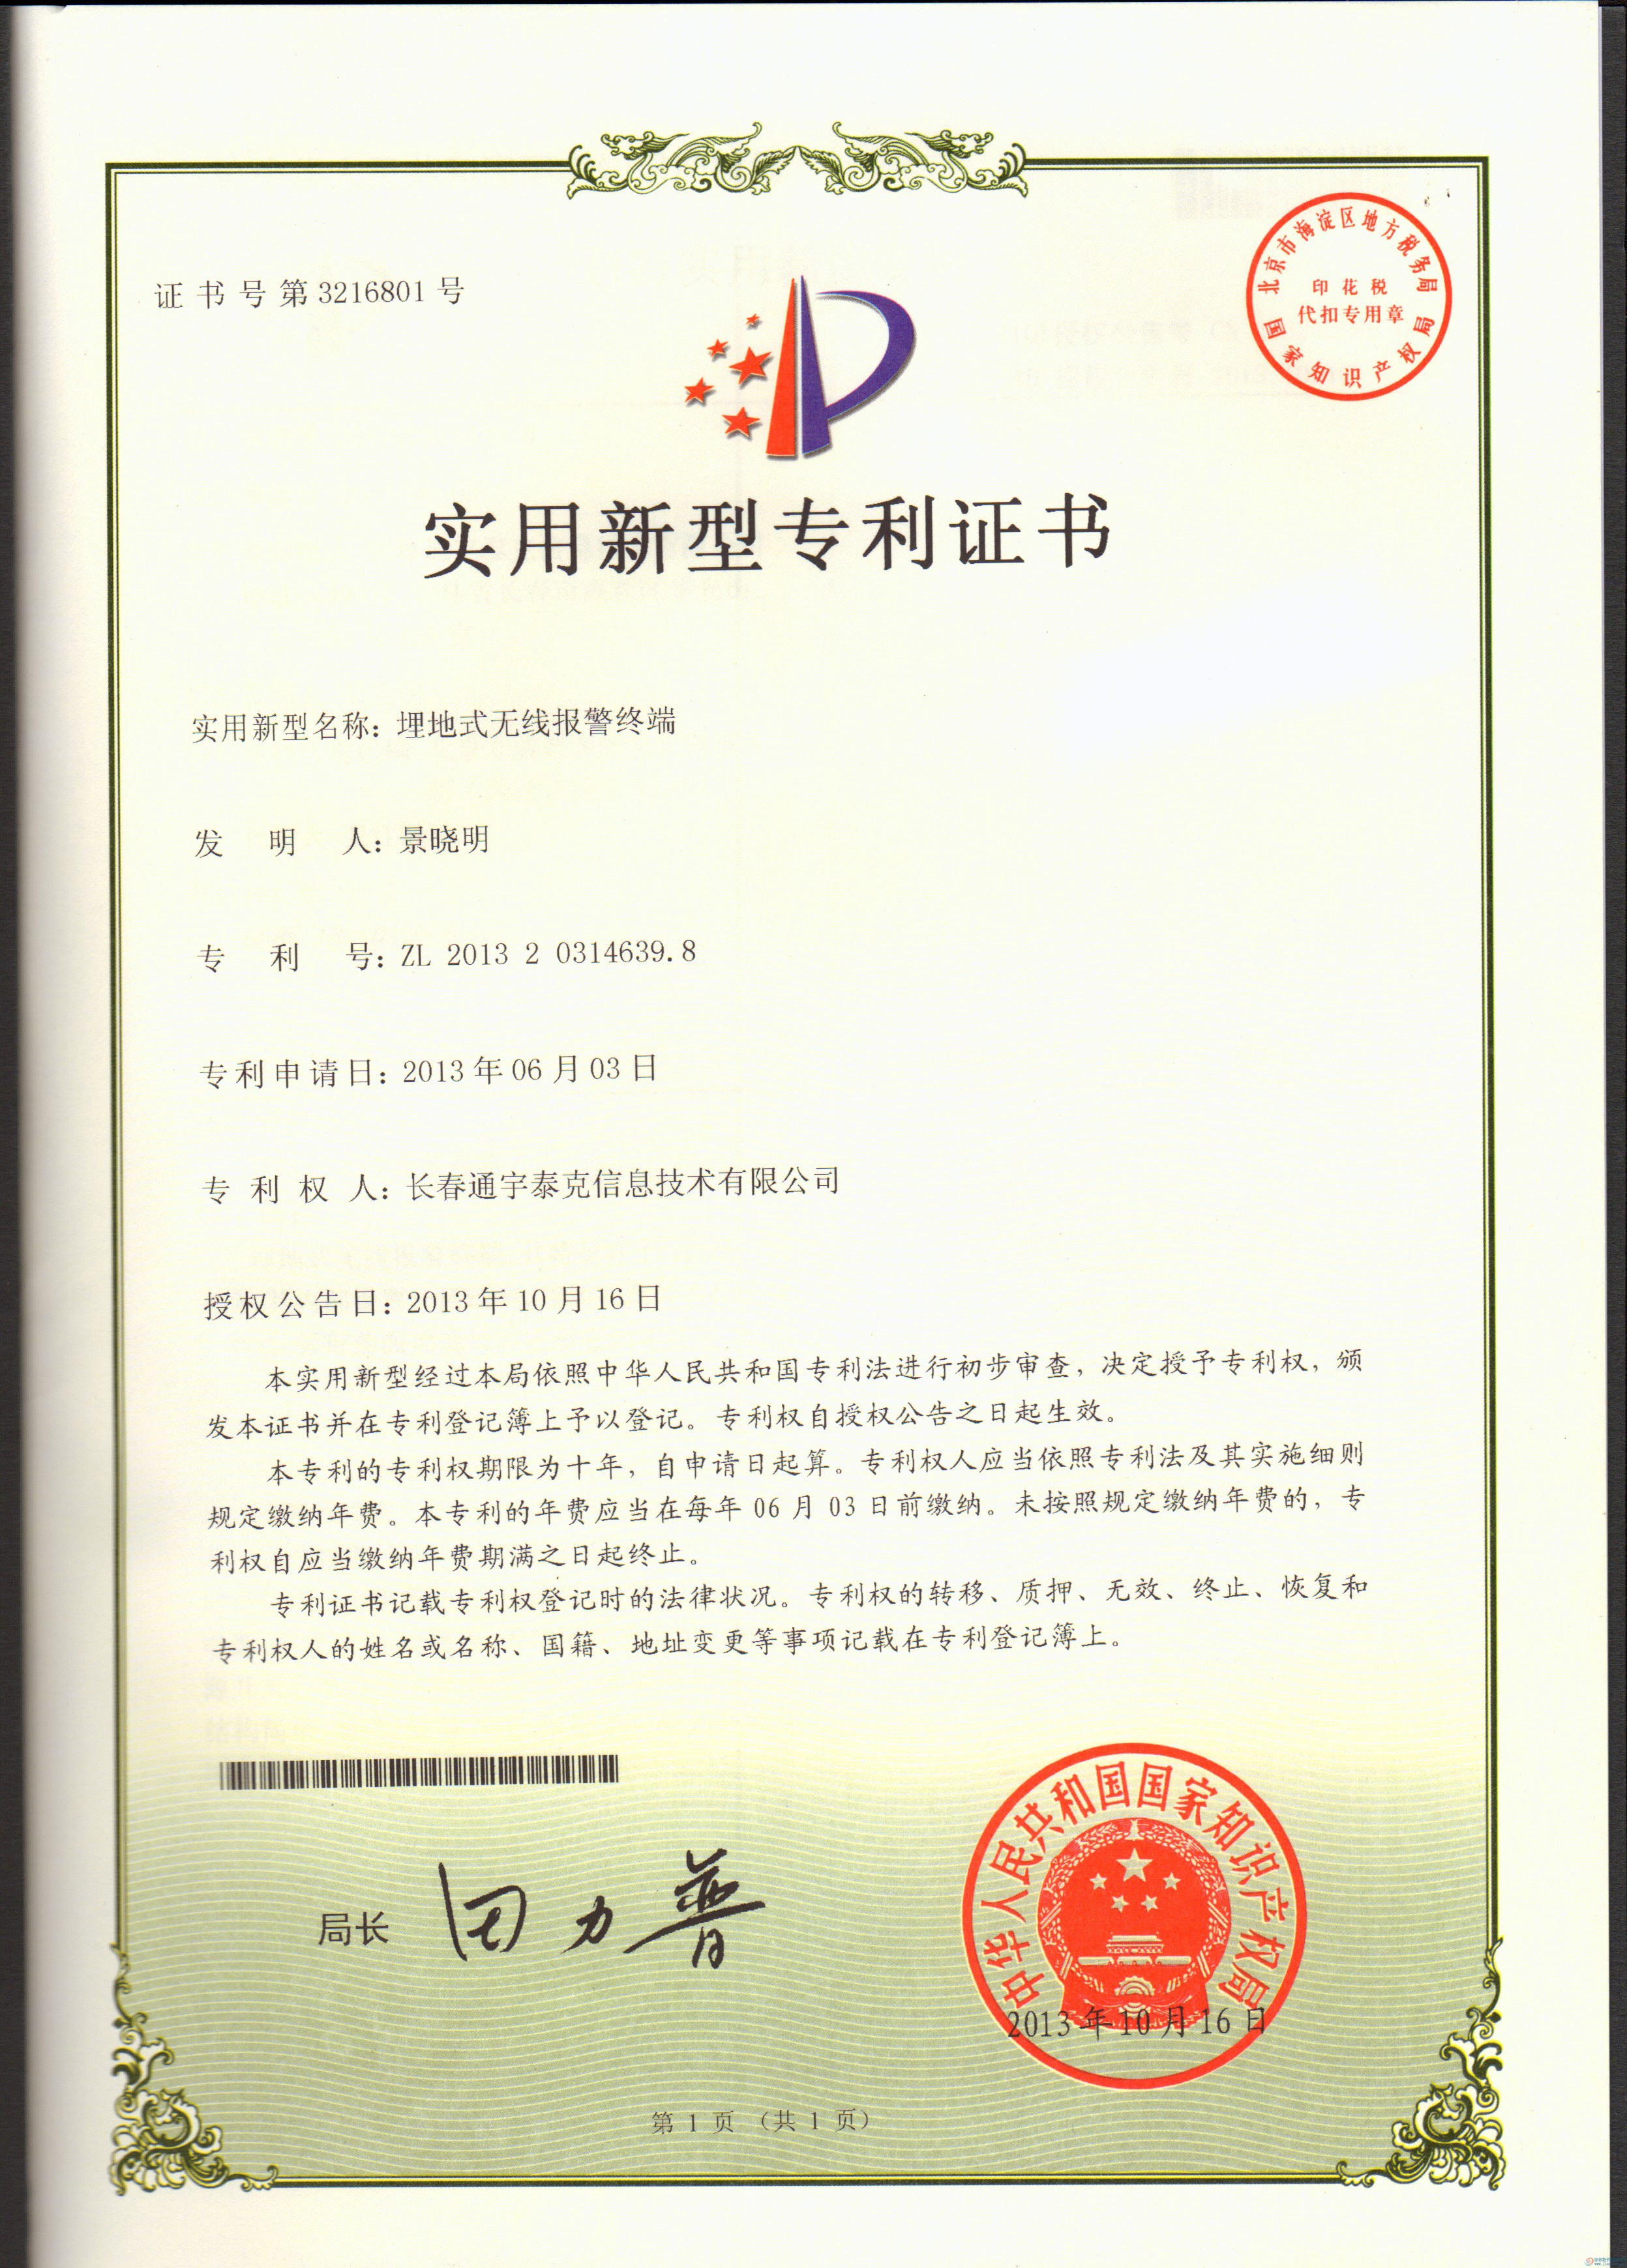 证书号第3216801号
北京市海淀区地方税务局
印花税
代扣专用章
国家知识产权局
实用新型专利证书
实用新型名称：埋地式无线报警终端
发明人：景晓明
专利号：ZL 2013 2 0314639.8
专利申请日：2013年06月03日
专利权人：长春通宇泰克信息技术有限公司
授权公告日：2013年10月16日
本实用新型经过本局依照中华人民共和国专利法进行初步审查，决定授予专利权，颁
发本证书并在专利登记簿上予以登记。专利权自授权公告之日起生效。
本专利的专利权期限为十年，自申请日起算。专利权人应当依照专利法及其实施细则
规定缴纳年费。本专利的年费应当在每年06月03日前缴纳。未按照规定缴纳年费的，专
利权自应当缴纳年费期满之日起终止。
专利证书记载专利权登记时的法律状况。专利权的转移、质押、无效、终止、恢复和
专利权人的姓名或名称、国籍、地址变更等事项记载在专利登记簿上。
局长 田力普
中华人民共和国国家知识产权局
2013年10月16日
第 1 页 （共 1 页）